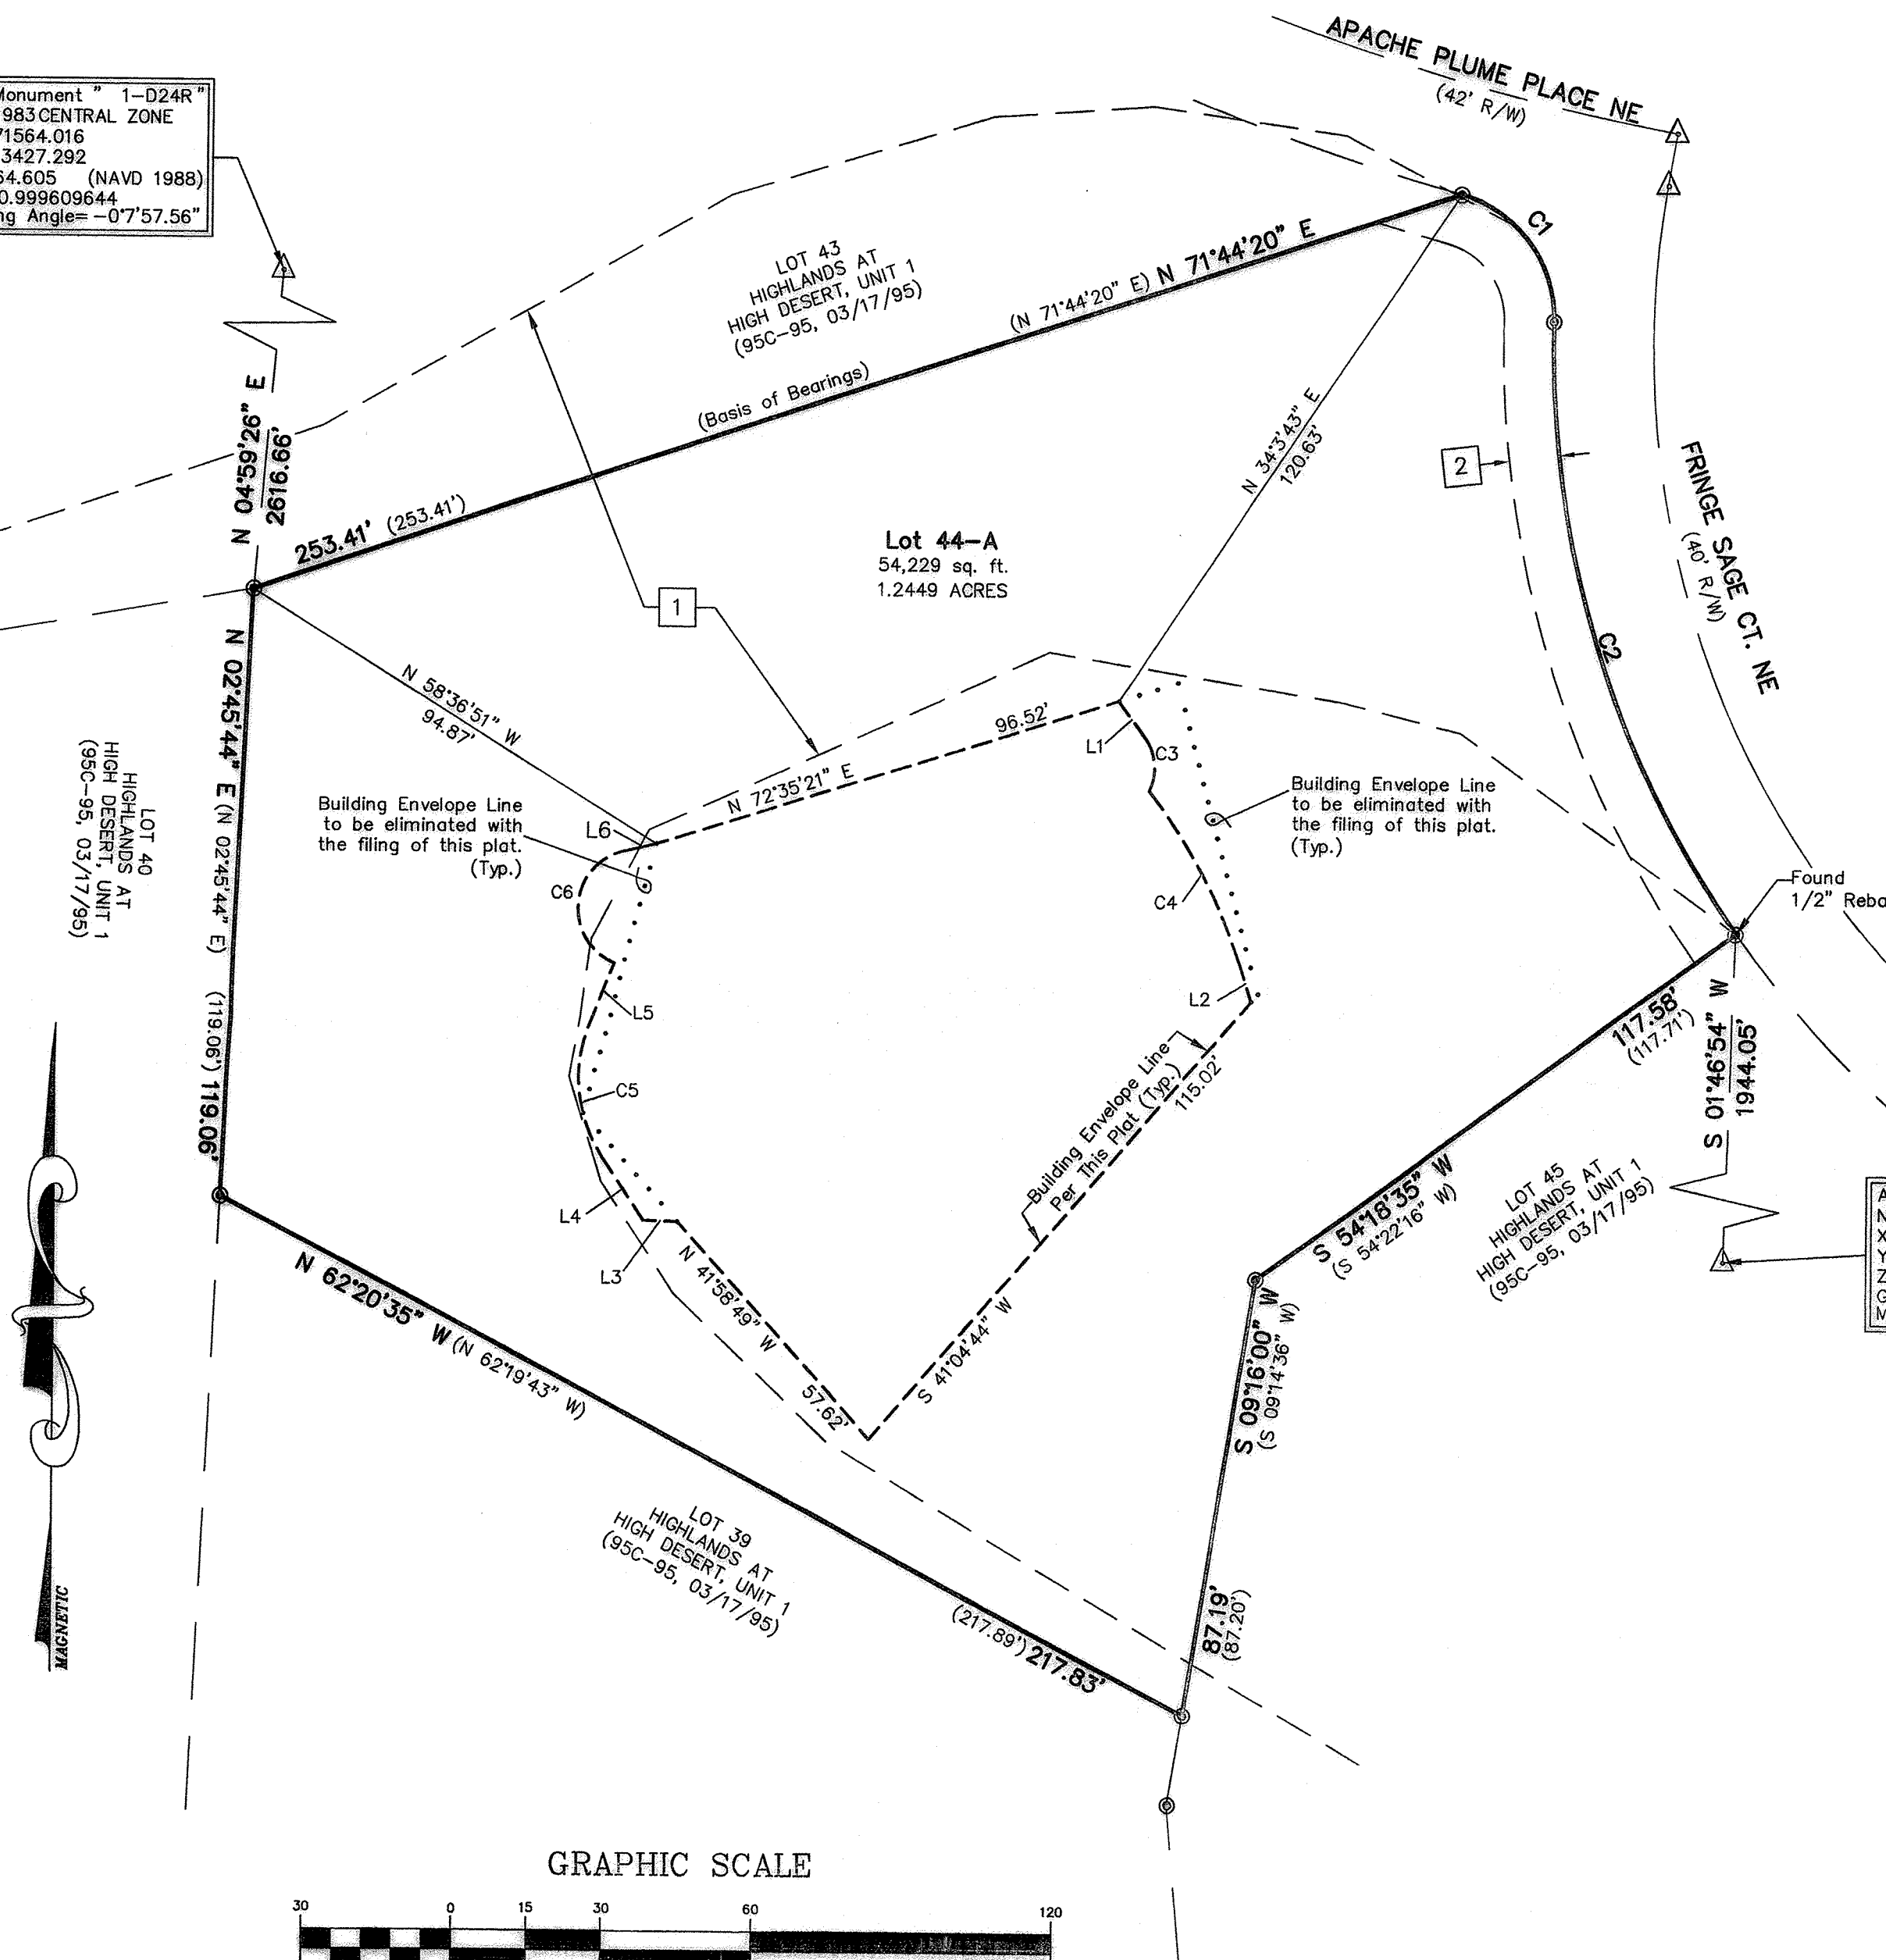 APACHE PLUME PLACE NE
(42' R/W)
Monument " 1-D24R"
1983 CENTRAL ZONE
71564.016
3427.292
64.605 (NAVD 1988)
0.999609644
ng Angle= -0°7'57.56"
N 04°59'26" E
2616.66'
LOT 43
HIGHLANDS AT
HIGH DESERT, UNIT 1
(95C-95, 03/17/95)
(N 71°44'20" E) N 71°44'20" E
(Basis of Bearings)
253.41' (253.41')
C1
N 34°3'43" E
120.63'
2
FRINGE SAGE CT. NE
(40' R/W)
C2
Lot 44-A
54,229 sq. ft.
1.2449 ACRES
1
N 58°36'51" W
94.87'
N 02°45'44" E (N 02°45'44" E)
(119.06') 119.06'
LOT 40
HIGHLANDS AT
HIGH DESERT, UNIT 1
(95C-95, 03/17/95)
96.52'
N 72°35'21" E
L1
C3
Building Envelope Line
to be eliminated with
the filing of this plat.
(Typ.)
Building Envelope Line
to be eliminated with
the filing of this plat.
(Typ.)
L6
C6
C4
L2
L5
C5
L4
L3
Found
1/2" Reba
117.58'
(117.71')
S 01°46'54" W
1944.05'
Building Envelope Line
Per This Plat (Typ.)
115.02'
S 41°04'44" W
N 41°58'49" W
57.62'
S 54°18'35" W
(S 54°22'16" W)
LOT 45
HIGHLANDS AT
HIGH DESERT, UNIT 1
(95C-95, 03/17/95)
A
N
X
Y
Z
G
M
S 09°16'00" W
(S 09°14'36" W)
87.19'
(87.20')
N 62°20'35" W (N 62°19'43" W)
(217.89') 217.83'
LOT 39
HIGHLANDS AT
HIGH DESERT, UNIT 1
(95C-95, 03/17/95)
MAGNETIC
GRAPHIC SCALE
30 0 15 30 60 120